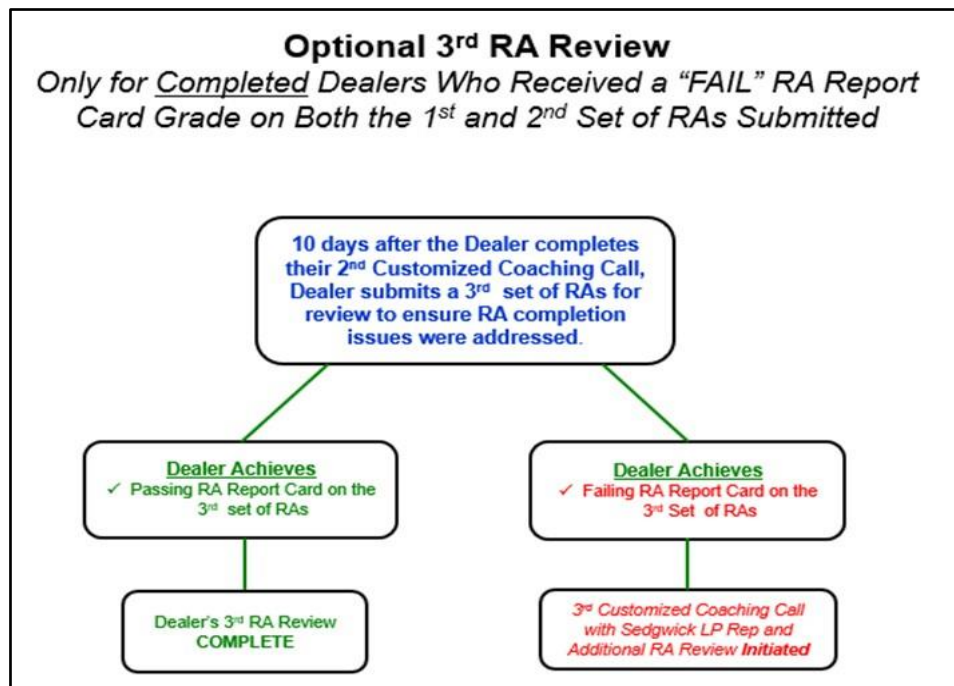 Optional 3rd RA Review
Only for Completed Dealers Who Received a “FAIL” RA Report
Card Grade on Both the 1st and 2nd Set of RAs Submitted
10 days after the Dealer completes
their 2nd Customized Coaching Call,
Dealer submits a 3rd set of RAs for
review to ensure RA completion
issues were addressed.
Dealer Achieves
✓ Passing RA Report Card on the
3rd set of RAs
Dealer Achieves
✓ Failing RA Report Card on the
3rd Set of RAs
Dealer's 3rd RA Review
COMPLETE
3rd Customized Coaching Call
with Sedgwick LP Rep and
Additional RA Review Initiated